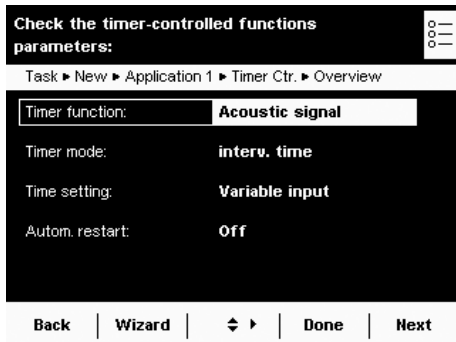 Check the timer-controlled functions
parameters:
Task ▸ New ▸ Application 1 ▸ Timer Ctr. ▸ Overview
Timer function: Acoustic signal
Timer mode: interv. time
Time setting: Variable input
Autom. restart: Off
Back Wizard Done Next